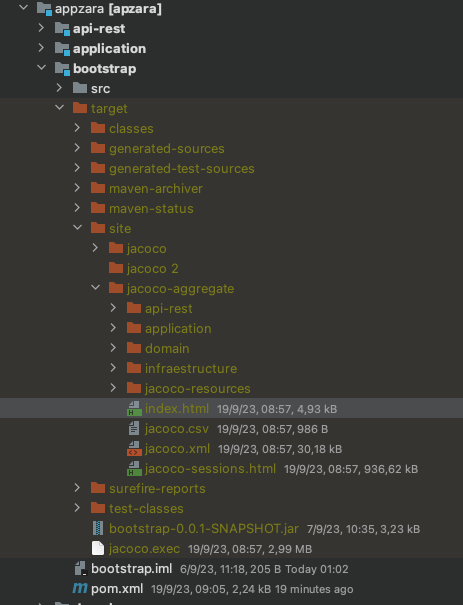 appzara [apzara]
api-rest
application
bootstrap
src
target
classes
generated-sources
generated-test-sources
maven-archiver
maven-status
site
jacoco
jacoco 2
jacoco-aggregate
api-rest
application
domain
infraestructure
jacoco-resources
index.html 19/9/23, 08:57, 4,93 kB
jacoco.csv 19/9/23, 08:57, 986 B
jacoco.xml 19/9/23, 08:57, 30,18 kB
jacoco-sessions.html 19/9/23, 08:57, 936,62 kB
surefire-reports
test-classes
bootstrap-0.0.1-SNAPSHOT.jar 7/9/23, 10:35, 3,23 kB
jacoco.exec 19/9/23, 08:57, 2,99 MB
bootstrap.iml 6/9/23, 11:18, 205 B Today 01:02
pom.xml 19/9/23, 09:05, 2,24 kB 19 minutes ago